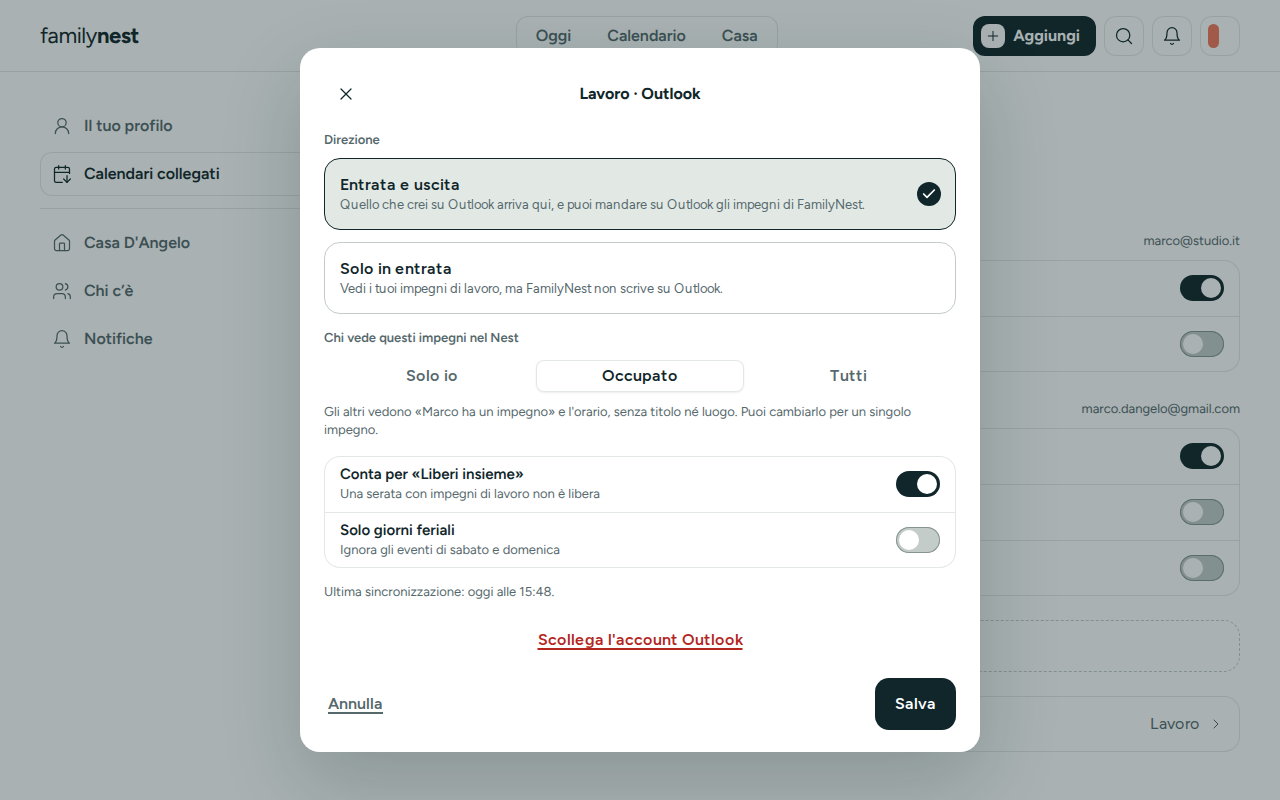 familynest
Oggi
Calendario
Casa
Aggiungi
Il tuo profilo
Calendari collegati
Casa D'Angelo
Chi c'è
Notifiche
marco@studio.it
marco.dangelo@gmail.com
Lavoro
Lavoro · Outlook
Direzione
Entrata e uscita
Quello che crei su Outlook arriva qui, e puoi mandare su Outlook gli impegni di FamilyNest.
Solo in entrata
Vedi i tuoi impegni di lavoro, ma FamilyNest non scrive su Outlook.
Chi vede questi impegni nel Nest
Solo io
Occupato
Tutti
Gli altri vedono «Marco ha un impegno» e l'orario, senza titolo né luogo. Puoi cambiarlo per un singolo
impegno.
Conta per «Liberi insieme»
Una serata con impegni di lavoro non è libera
Solo giorni feriali
Ignora gli eventi di sabato e domenica
Ultima sincronizzazione: oggi alle 15:48.
Scollega l'account Outlook
Annulla
Salva